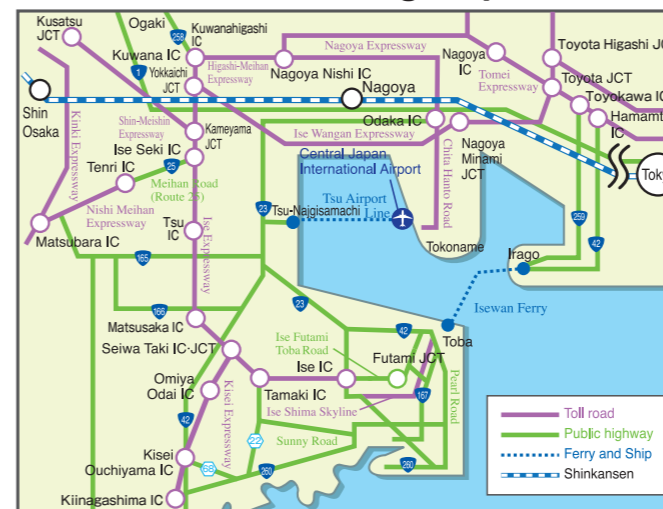 Kusatsu
JCT
Ogaki
258
Kuwanahigashi
IC
Kuwana IC
1
Yokkaichi
JCT
Higashi-Meihan
Expressway
Nagoya Expressway
Nagoya Nishi IC
Nagoya
IC
Tomei
Expressway
Toyota Higashi
Toyota JCT
Toyokawa
IC
Shin
Osaka
Kinki Expressway
Nagoya
Shin-Meishin
Expressway
Kameyama
JCT
Ise Wangan Expressway
Odaka IC
Nagoya
Minami
JCT
Ise Seki IC
Tenri IC
25
Meihan Road
(Route 25)
Nishi Meihan
Expressway
Matsubara IC
Central Japan
International Airport
Tsu Airport
Line
Chita Hanto Road
Tokoname
23
Tsu-Nagisamachi
Tsu
IC
Ise Expressway
165
259
42
Irago
Isewan Ferry
Toba
166
Matsusaka IC
23
42
Seiwa Taki IC·JCT
Ise Futami
Toba Road
Futami JCT
Ise IC
Tamaki IC
Ise Shima Skyline
167
Pearl Road
Omiya
Odai IC
42
Kisei Expressway
22
Sunny Road
Kisei
Ouchiyama IC
68
260
260
Kiinagashima IC
Toll road
Public highway
Ferry and Ship
Shinkansen